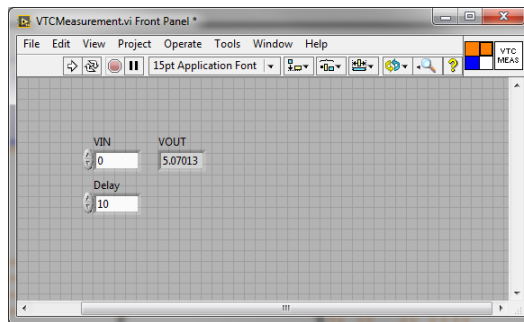 VTCMeasurement.vi Front Panel *
File Edit View Project Operate Tools Window Help
15pt Application Font
VTC
MEAS
VIN VOUT
0 5.07013
Delay
10